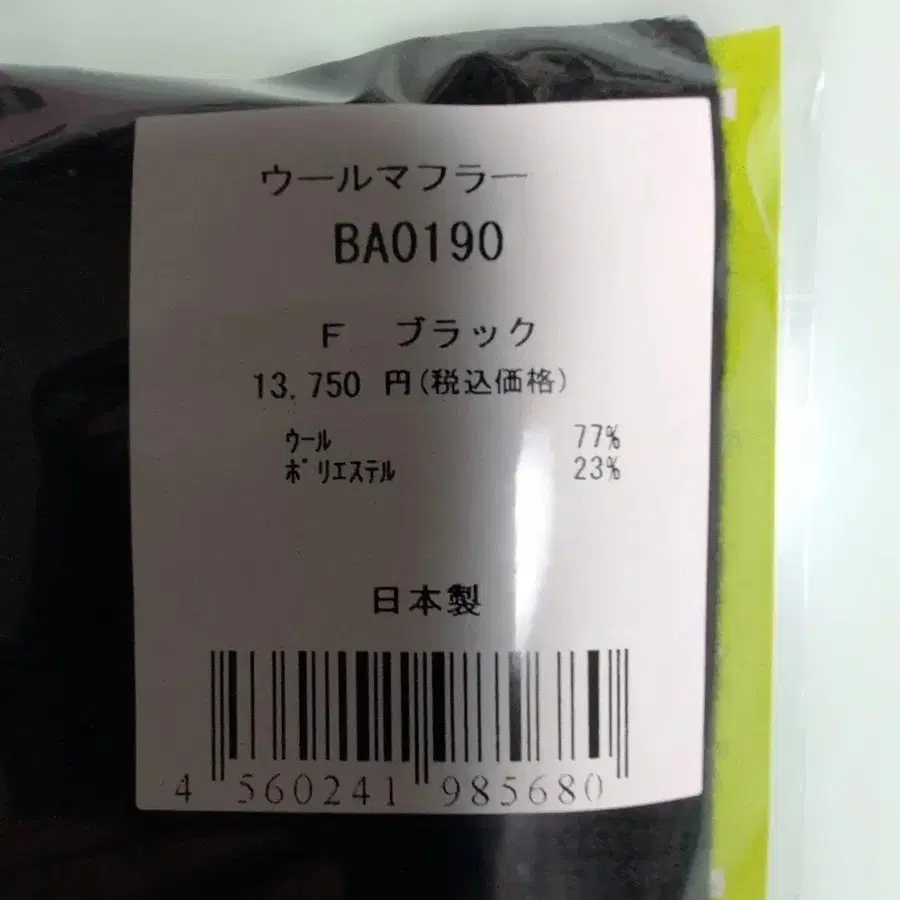 ウールマフラー
BA0190
F ブラック
13,750 円(税込価格)
ｳｰﾙ 77%
ﾎﾟﾘｴｽﾃﾙ 23%
日本製
4 560241 985680